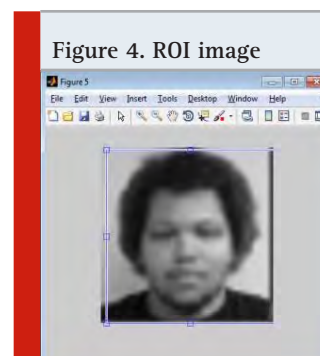 Figure 4. ROI image
Figure 5
File Edit View Insert Tools Desktop Window Help